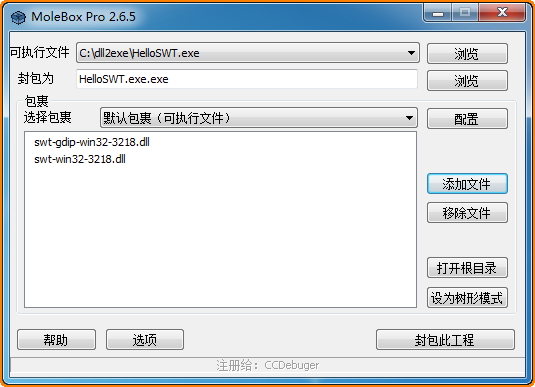 MoleBox Pro 2.6.5
可执行文件 C:\dll2exe\HelloSWT.exe 浏览
封包为 HelloSWT.exe.exe 浏览
包裹
选择包裹 默认包裹（可执行文件） 配置
swt-gdip-win32-3218.dll
swt-win32-3218.dll
添加文件
移除文件
打开根目录
设为树形模式
帮助 选项 封包此工程
注册给：CCDebuger